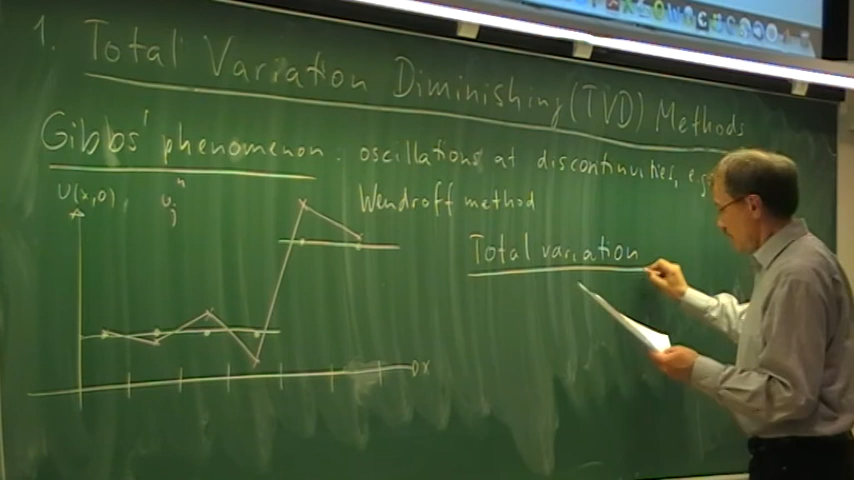 1. Total Variation Diminishing (TVD) Methods
Gibbs' phenomenon. oscillations at discontinuities, e.g.
Wendroff method
U(x,0), u_j^n
Total variation
x